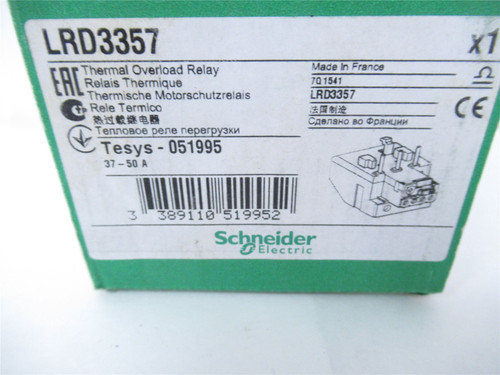 LRD3357
x1
EAC
Thermal Overload Relay
Relais Thermique
Thermische Motorschutzrelais
Rele Termico
热过载继电器
Тепловое реле перегрузки
Made in France
7Q1541
LRD3357
法国制造
Сделано во Франции
CE
Tesys - 051995
37-50 A
3 389110 519952
Schneider
Electric